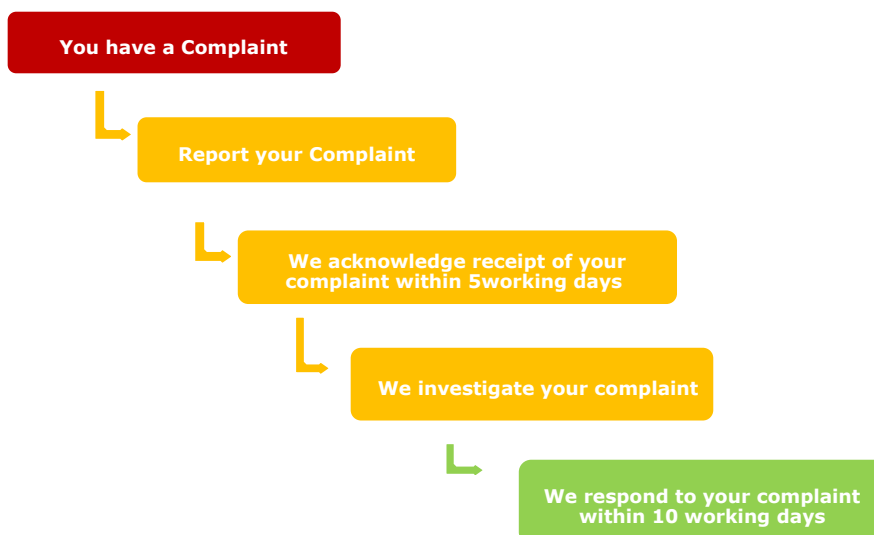 You have a Complaint
Report your Complaint
We acknowledge receipt of your
complaint within 5working days
We investigate your complaint
We respond to your complaint
within 10 working days